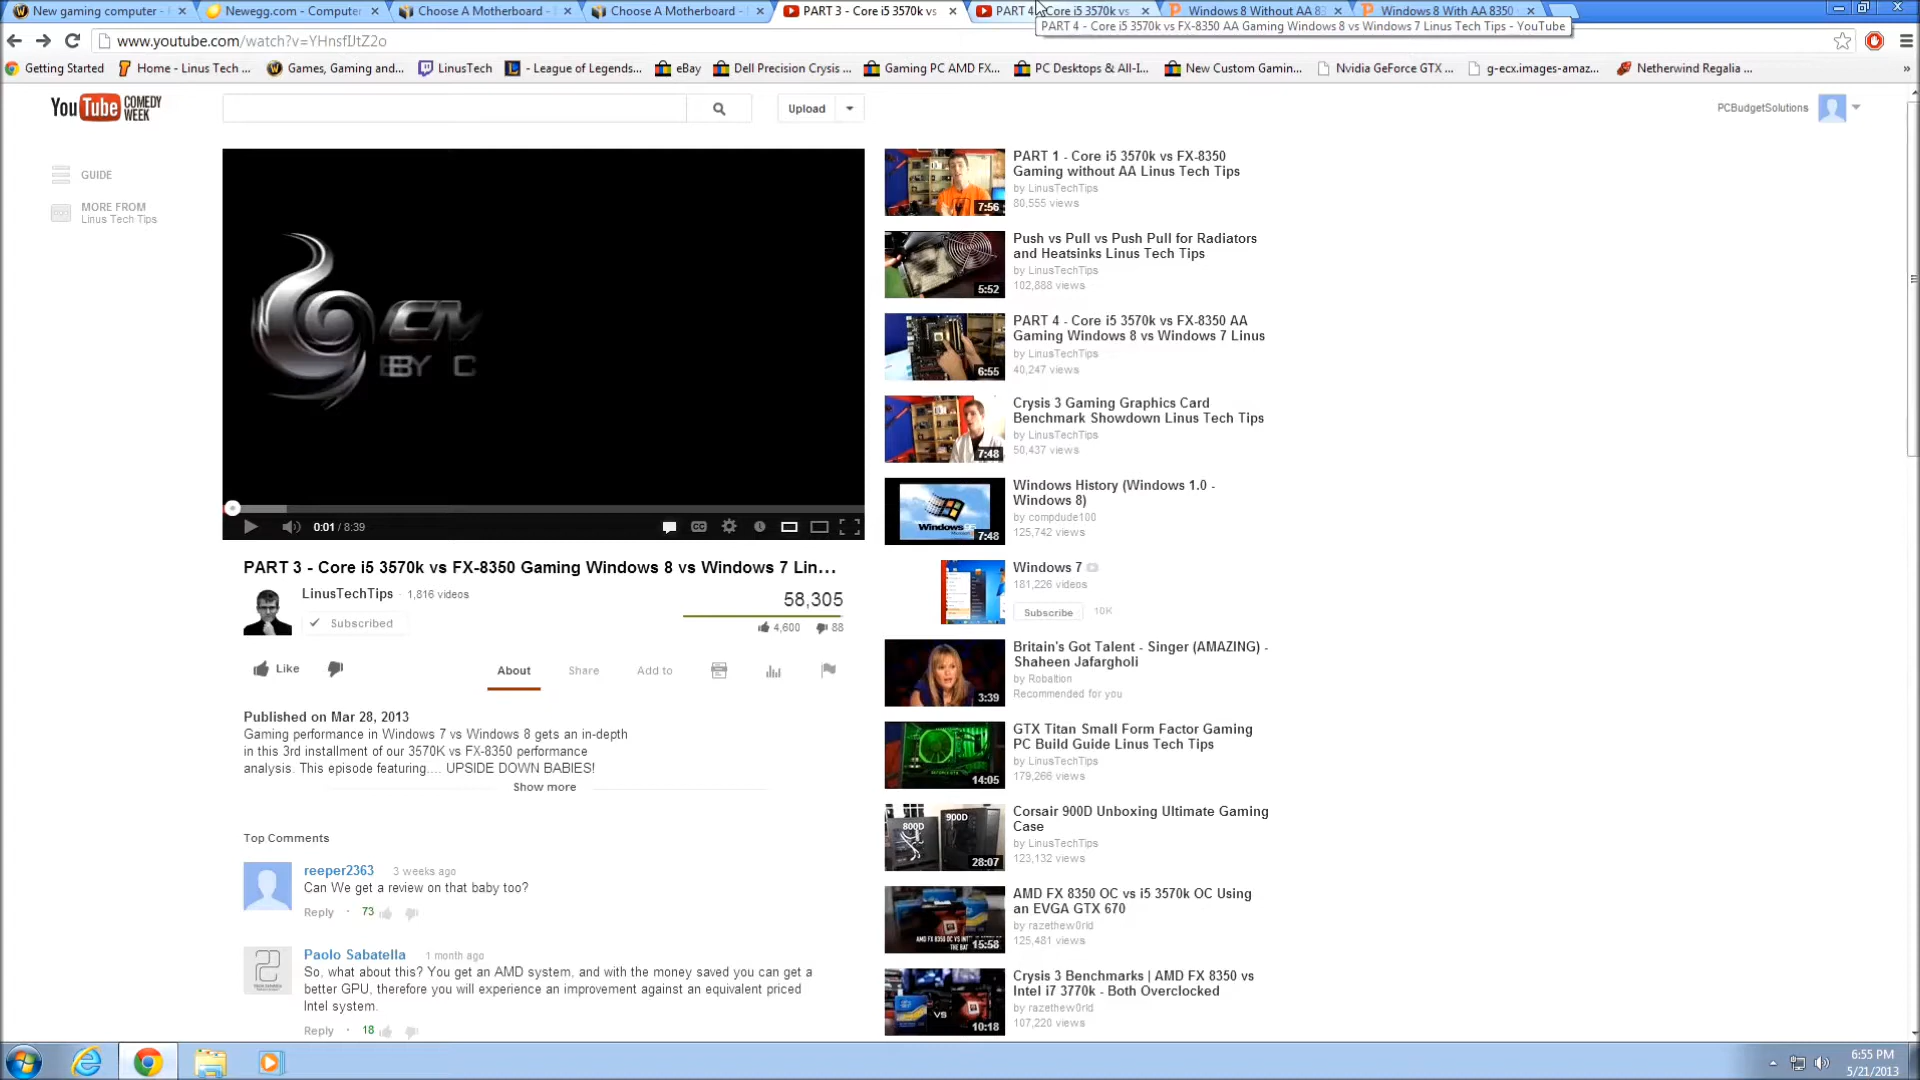 New gaming computer -
Newegg.com - Computer
Choose A Motherboard -
Choose A Motherboard -
PART 3 - Core i5 3570k vs
PART 4 Core i5 3570k vs
Windows 8 Without AA 8
Windows 8 With AA 8350
PART 4 - Core i5 3570k vs FX-8350 AA Gaming Windows 8 vs Windows 7 Linus Tech Tips - YouTube
www.youtube.com/watch?v=YHnsfIJtZ2o
Getting Started
Home - Linus Tech ...
Games, Gaming and...
LinusTech
- League of Legends...
eBay
Dell Precision Crysis ...
Gaming PC AMD FX...
PC Desktops & All-I...
New Custom Gamin...
Nvidia GeForce GTX ...
g-ecx.images-amaz...
Netherwind Regalia ...
»
YouTube COMEDY WEEK
Upload
PCBudgetSolutions
GUIDE
MORE FROM
Linus Tech Tips
CM
BY C
0:01 / 8:39
CC
PART 3 - Core i5 3570k vs FX-8350 Gaming Windows 8 vs Windows 7 Lin...
LinusTechTips · 1,816 videos
Subscribed
58,305
4,600 88
Like
About
Share
Add to
Published on Mar 28, 2013
Gaming performance in Windows 7 vs Windows 8 gets an in-depth
in this 3rd installment of our 3570K vs FX-8350 performance
analysis. This episode featuring.... UPSIDE DOWN BABIES!
Show more
Top Comments
reeper2363 3 weeks ago
Can We get a review on that baby too?
Reply · 73
Paolo Sabatella 1 month ago
So, what about this? You get an AMD system, and with the money saved you can get a
better GPU, therefore you will experience an improvement against an equivalent priced
Intel system.
Reply · 18
7:56
PART 1 - Core i5 3570k vs FX-8350
Gaming without AA Linus Tech Tips
by LinusTechTips
80,555 views
5:52
Push vs Pull vs Push Pull for Radiators
and Heatsinks Linus Tech Tips
by LinusTechTips
102,888 views
6:55
PART 4 - Core i5 3570k vs FX-8350 AA
Gaming Windows 8 vs Windows 7 Linus
by LinusTechTips
40,247 views
7:48
Crysis 3 Gaming Graphics Card
Benchmark Showdown Linus Tech Tips
by LinusTechTips
50,437 views
Windows 95
7:48
Windows History (Windows 1.0 -
Windows 8)
by compdude100
125,742 views
Windows 7
181,226 videos
Subscribe 10K
3:39
Britain's Got Talent - Singer (AMAZING) -
Shaheen Jafargholi
by Robaltion
Recommended for you
14:05
GTX Titan Small Form Factor Gaming
PC Build Guide Linus Tech Tips
by LinusTechTips
179,266 views
800D
900D
28:07
Corsair 900D Unboxing Ultimate Gaming
Case
by LinusTechTips
123,132 views
15:58
AMD FX 8350 OC vs i5 3570k OC Using
an EVGA GTX 670
by razethew0rld
125,481 views
VS
10:18
Crysis 3 Benchmarks | AMD FX 8350 vs
Intel i7 3770k - Both Overclocked
by razethew0rld
107,220 views
6:55 PM
5/21/2013